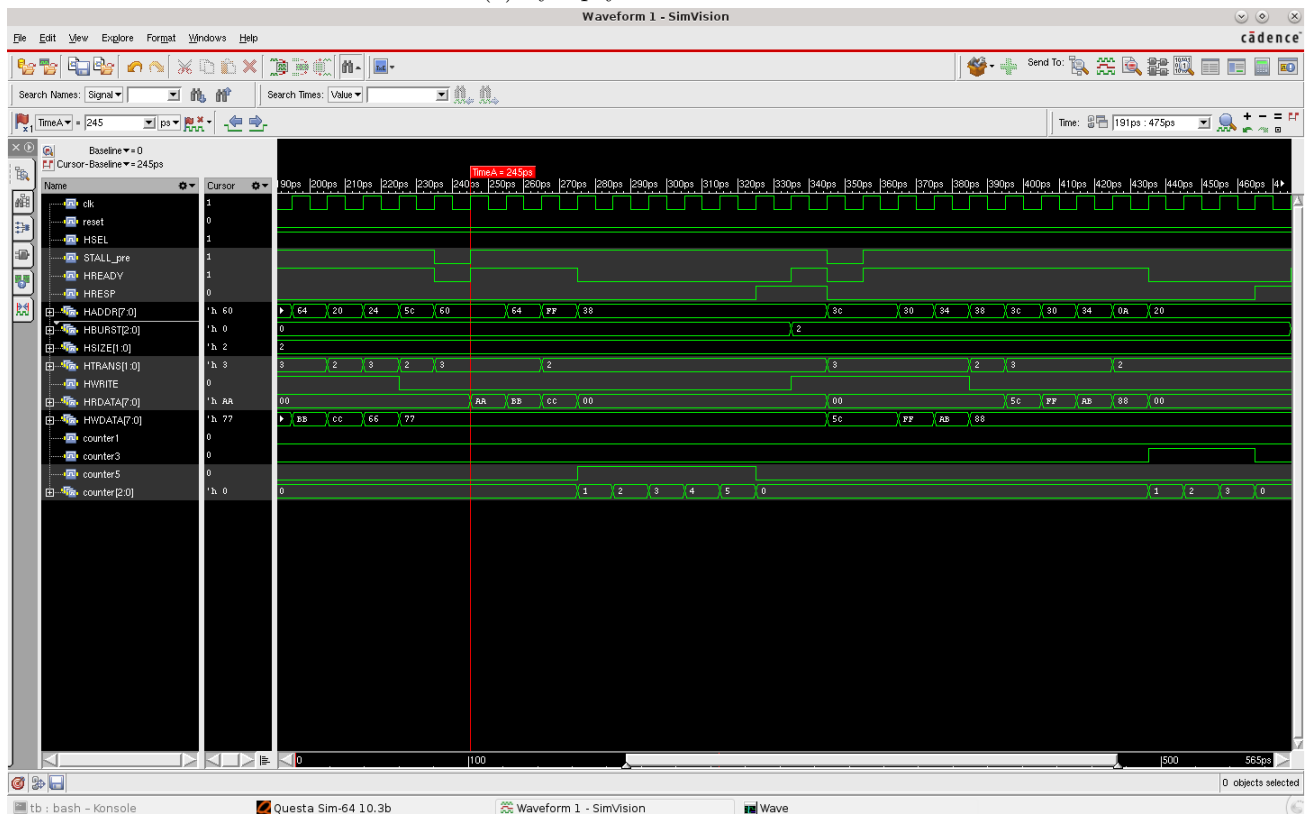 Waveform 1 - SimVision
File Edit View Explore Format Windows Help
cādence
Send To:
Search Names: Signal
Search Times: Value
TimeA = 245 ps
Time: 191ps : 475ps
Baseline = 0
Cursor-Baseline = 245ps
TimeA = 245ps
Name Cursor 190ps 200ps 210ps 220ps 230ps 240ps 250ps 260ps 270ps 280ps 290ps 300ps 310ps 320ps 330ps 340ps 350ps 360ps 370ps 380ps 390ps 400ps 410ps 420ps 430ps 440ps 450ps 460ps 4
clk 1
reset 0
HSEL 1
STALL_pre 1
HREADY 1
HRESP 0
HADDR[7:0] 'h 60 64 20 24 5C 60 64 FF 38 3C 30 34 38 3C 30 34 0A 20
HBURST[2:0] 'h 0 0 2
HSIZE[1:0] 'h 2 2
HTRANS[1:0] 'h 3 3 2 3 2 3 2 3 2 3 2
HWRITE 0
HRDATA[7:0] 'h AA 00 AA BB CC 00 00 5C FF AB 88 00
HWDATA[7:0] 'h 77 BB CC 66 77 5C FF AB 88
counter1 0
counter3 0
counter5 0
counter[2:0] 'h 0 0 1 2 3 4 5 0 1 2 3 0
0 100 500 565ps
0 objects selected
tb : bash - Konsole Questa Sim-64 10.3b Waveform 1 - SimVision Wave